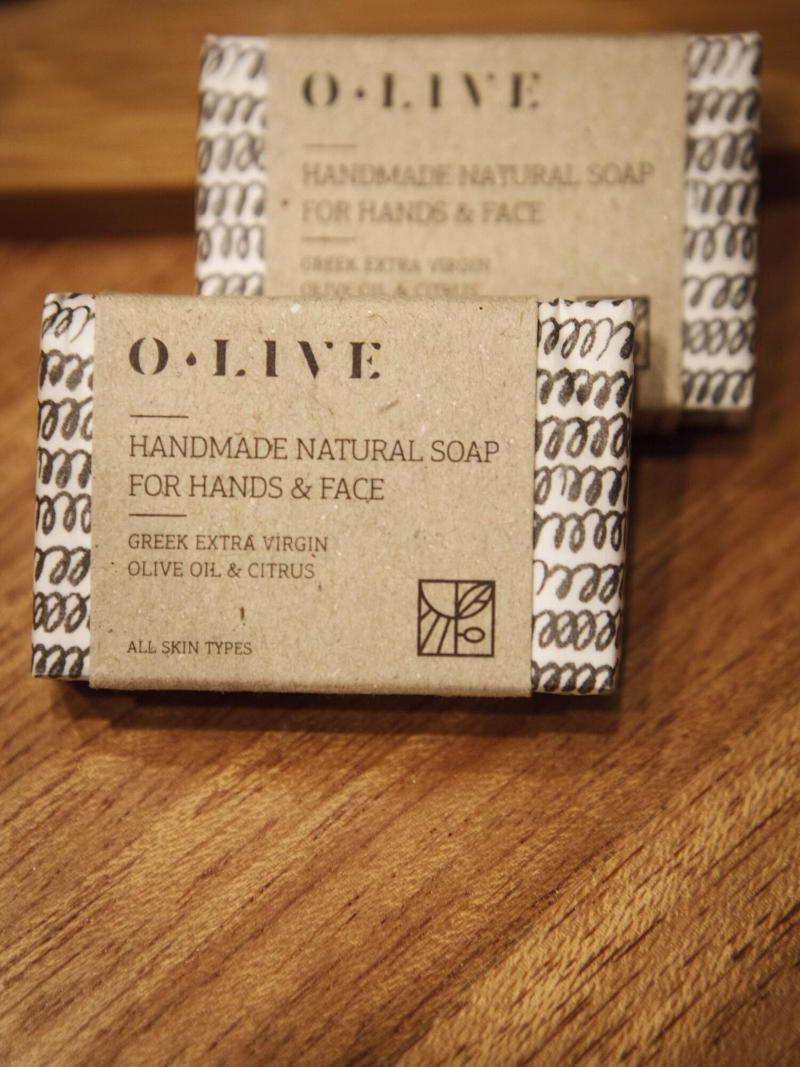 O·LIVE
HANDMADE NATURAL SOAP
FOR HANDS & FACE
GREEK EXTRA VIRGIN
OLIVE OIL & CITRUS
O·LIVE
HANDMADE NATURAL SOAP
FOR HANDS & FACE
GREEK EXTRA VIRGIN
OLIVE OIL & CITRUS
ALL SKIN TYPES